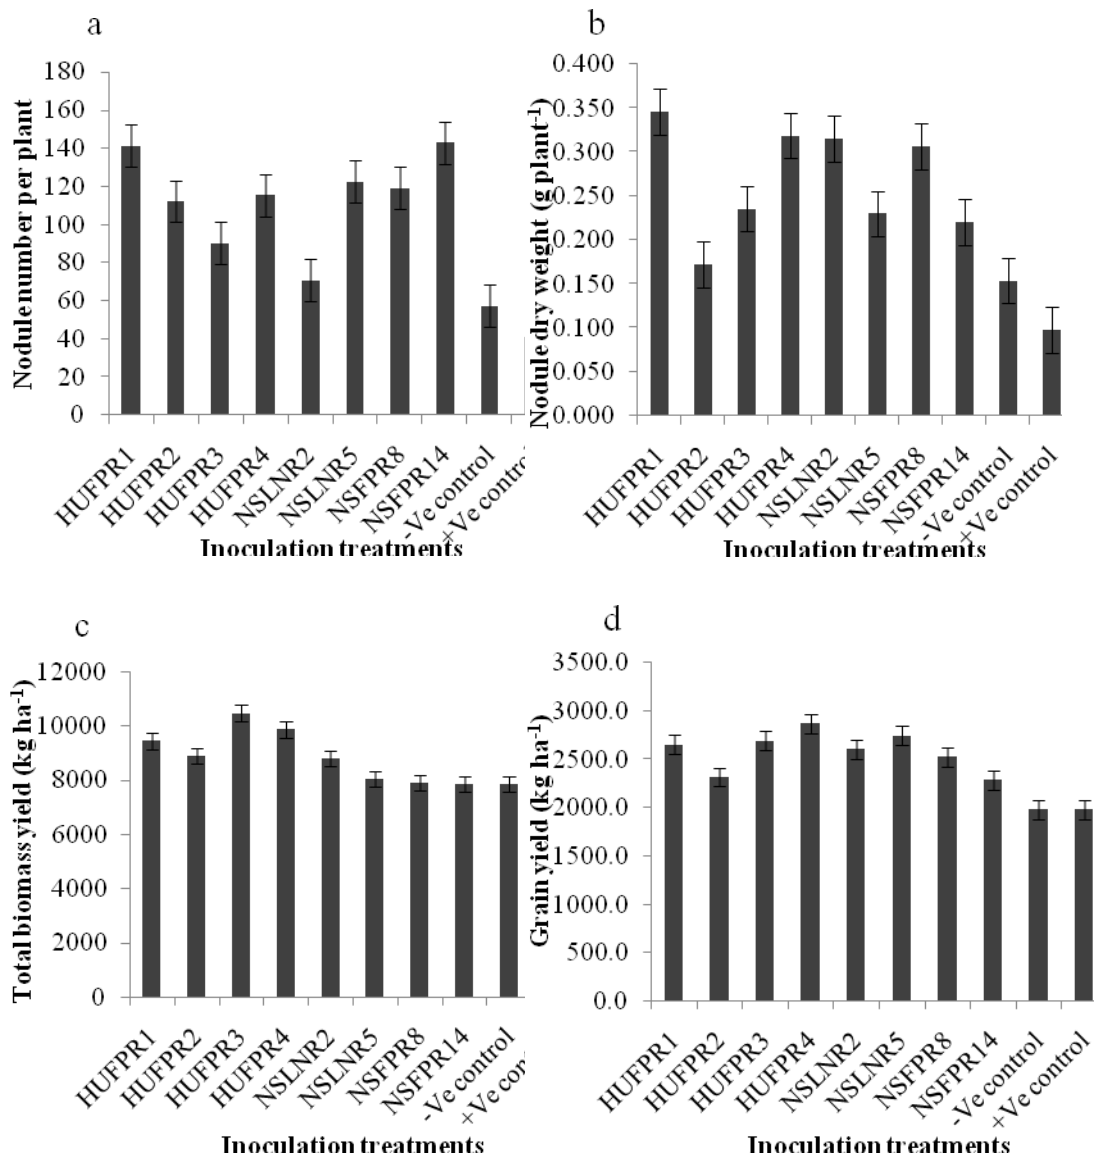 a
Nodule number per plant
180
160
140
120
100
80
60
40
20
0
HUFPR1
HUFPR2
HUFPR3
HUFPR4
NSLNR2
NSLNR5
NSFPR8
NSFPR14
-Ve control
+Ve contro
Inoculation treatments
b
Nodule dry weight (g plant-1)
0.400
0.350
0.300
0.250
0.200
0.150
0.100
0.050
0.000
HUFPR1
HUFPR2
HUFPR3
HUFPR4
NSLNR2
NSLNR5
NSFPR8
NSFPR14
-Ve control
+Ve control
Inoculation treatments
c
Total biomass yield (kg ha-1)
12000
10000
8000
6000
4000
2000
0
HUFPR1
HUFPR2
HUFPR3
HUFPR4
NSLNR2
NSLNR5
NSFPR8
NSFPR14
-Ve control
+Ve con
Inoculation treatments
d
Grain yield (kg ha-1)
3500.0
3000.0
2500.0
2000.0
1500.0
1000.0
500.0
0.0
HUFPR1
HUFPR2
HUFPR3
HUFPR4
NSLNR2
NSLNR5
NSFPR8
NSFPR14
-Ve control
+Ve control
Inoculation treatments